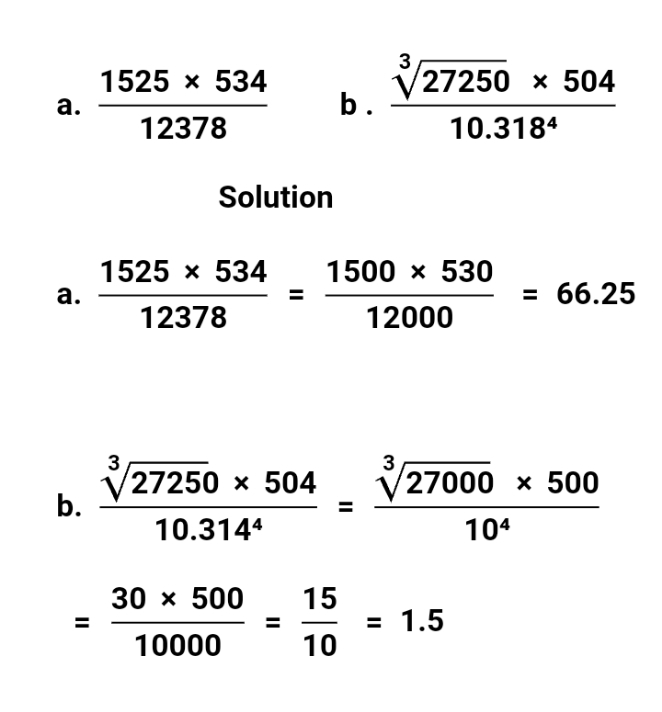 a. (1525 × 534)/12378 b . (∛27250 × 504)/10.318⁴
Solution
a. (1525 × 534)/12378 = (1500 × 530)/12000 = 66.25
b. (∛27250 × 504)/10.314⁴ = (∛27000 × 500)/10⁴
= (30 × 500)/10000 = 15/10 = 1.5